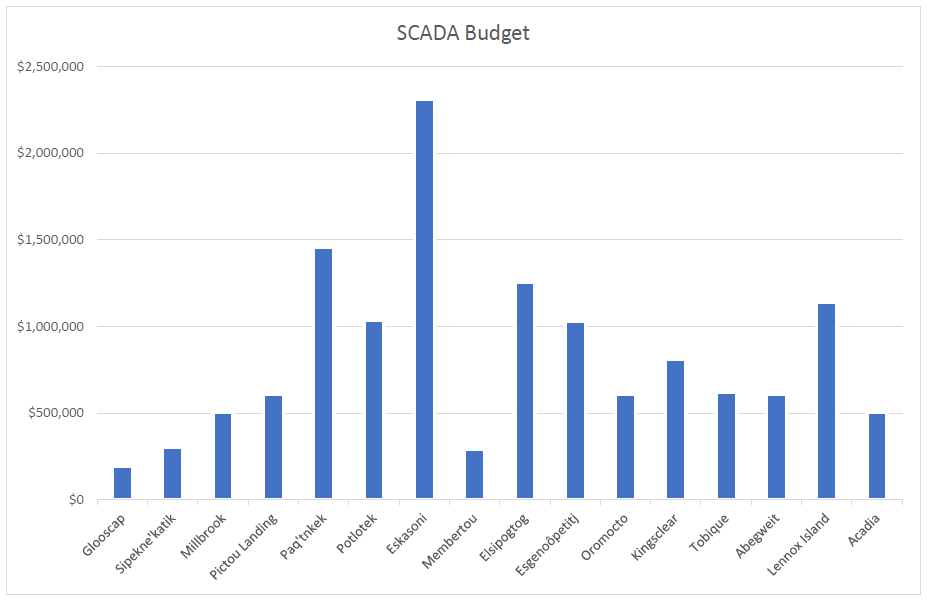 SCADA Budget
$2,500,000
$2,000,000
$1,500,000
$1,000,000
$500,000
$0
Glooscap
Sipekne'katik
Millbrook
Pictou Landing
Paq'tnkek
Potlotek
Eskasoni
Membertou
Elsipogtog
Esgenoôpetitj
Oromocto
Kingsclear
Tobique
Abegweit
Lennox Island
Acadia